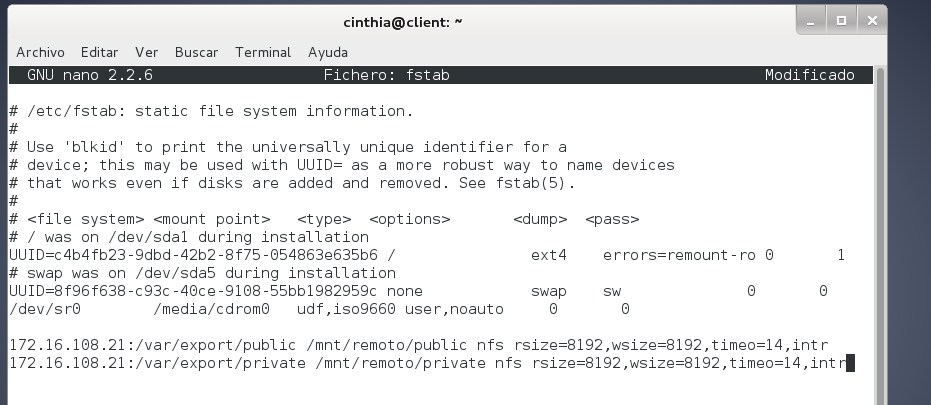 cinthia@client: ~
Archivo Editar Ver Buscar Terminal Ayuda
GNU nano 2.2.6 Fichero: fstab Modificado
# /etc/fstab: static file system information.
#
# Use 'blkid' to print the universally unique identifier for a
# device; this may be used with UUID= as a more robust way to name devices
# that works even if disks are added and removed. See fstab(5).
#
# <file system> <mount point> <type> <options> <dump> <pass>
# / was on /dev/sda1 during installation
UUID=c4b4fb23-9dbd-42b2-8f75-054863e635b6 / ext4 errors=remount-ro 0 1
# swap was on /dev/sda5 during installation
UUID=8f96f638-c93c-40ce-9108-55bb1982959c none swap sw 0 0
/dev/sr0 /media/cdrom0 udf,iso9660 user,noauto 0 0
172.16.108.21:/var/export/public /mnt/remoto/public nfs rsize=8192,wsize=8192,timeo=14,intr
172.16.108.21:/var/export/private /mnt/remoto/private nfs rsize=8192,wsize=8192,timeo=14,intr